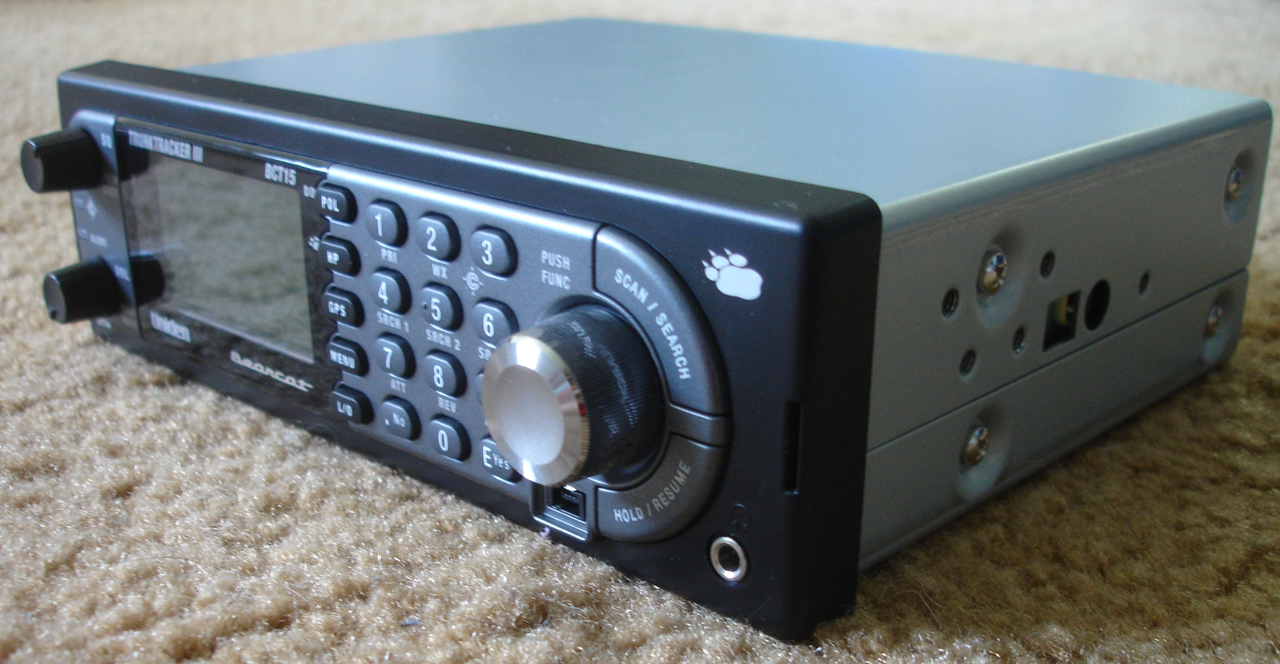 SQ
TRUNKTRACKER III
BCT15
Uniden
Bearcat
POL
HP
GPS
MENU
L/O
1
2
3
PRI
WX
4
5
6
SRCH 1
SRCH 2
7
8
ATT
REV
. No
0
E Yes
PUSH
FUNC
SCAN / SEARCH
HOLD / RESUME